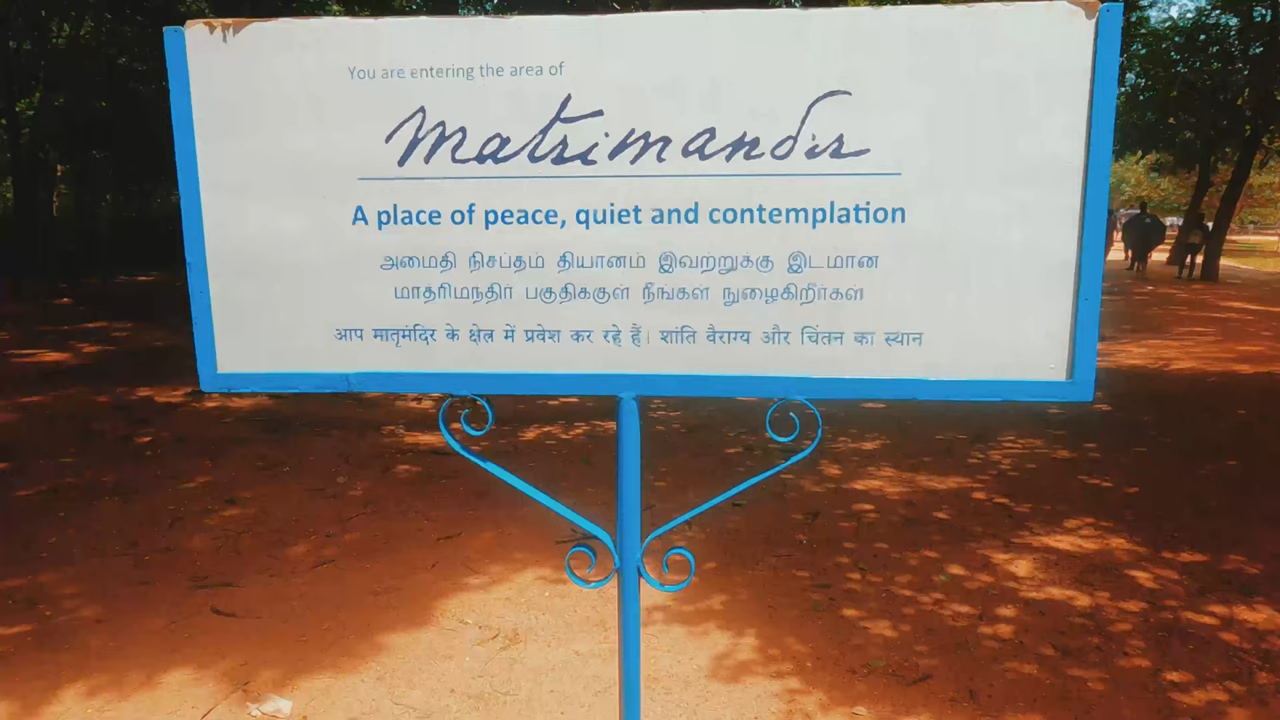 You are entering the area of
Matrimandir
A place of peace, quiet and contemplation
அமைதி நிசப்தம் தியானம் இவற்றுக்கு இடமான
மாத்ரிமந்திர் பகுதிக்குள் நீங்கள் நுழைகிறீர்கள்
आप मातृमंदिर के क्षेत्र में प्रवेश कर रहे हैं। शांति वैराग्य और चिंतन का स्थान